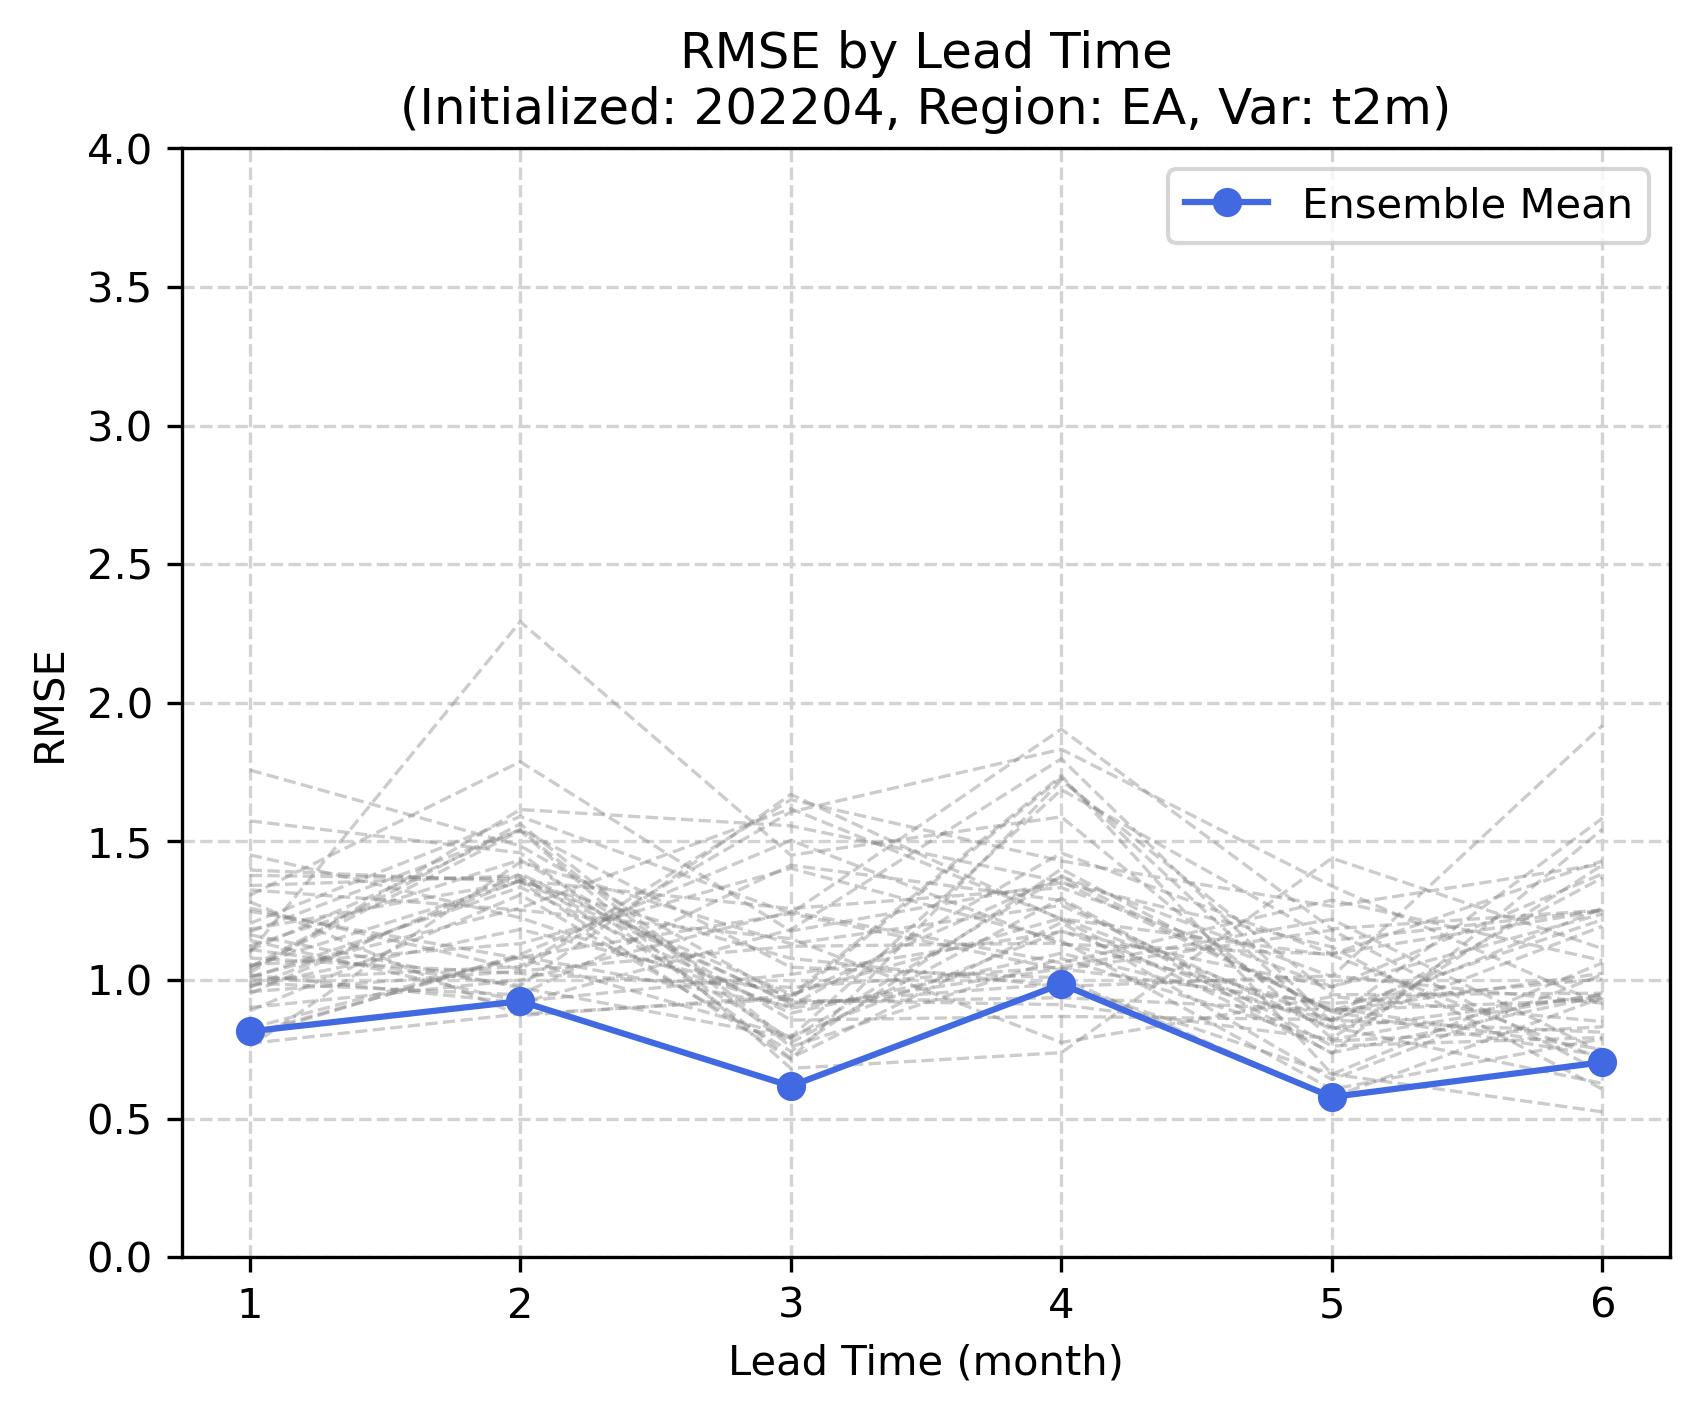 RMSE by Lead Time
(Initialized: 202204, Region: EA, Var: t2m)
Ensemble Mean
4.0
3.5
3.0
2.5
2.0
1.5
1.0
0.5
0.0
RMSE
1 2 3 4 5 6
Lead Time (month)